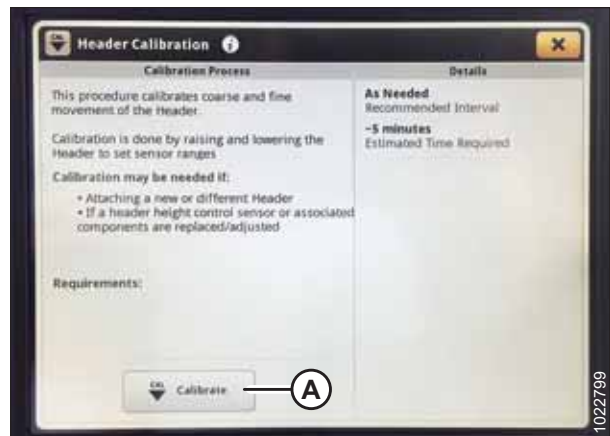 Header Calibration
Calibration Process
Details
This procedure calibrates coarse and fine
movement of the Header.
Calibration is done by raising and lowering the
Header to set sensor ranges
Calibration may be needed if:
• Attaching a new or different Header
• If a header height control sensor or associated
components are replaced/adjusted
Requirements:
As Needed
Recommended Interval
~5 minutes
Estimated Time Required
CAL
Calibrate
A
1022799